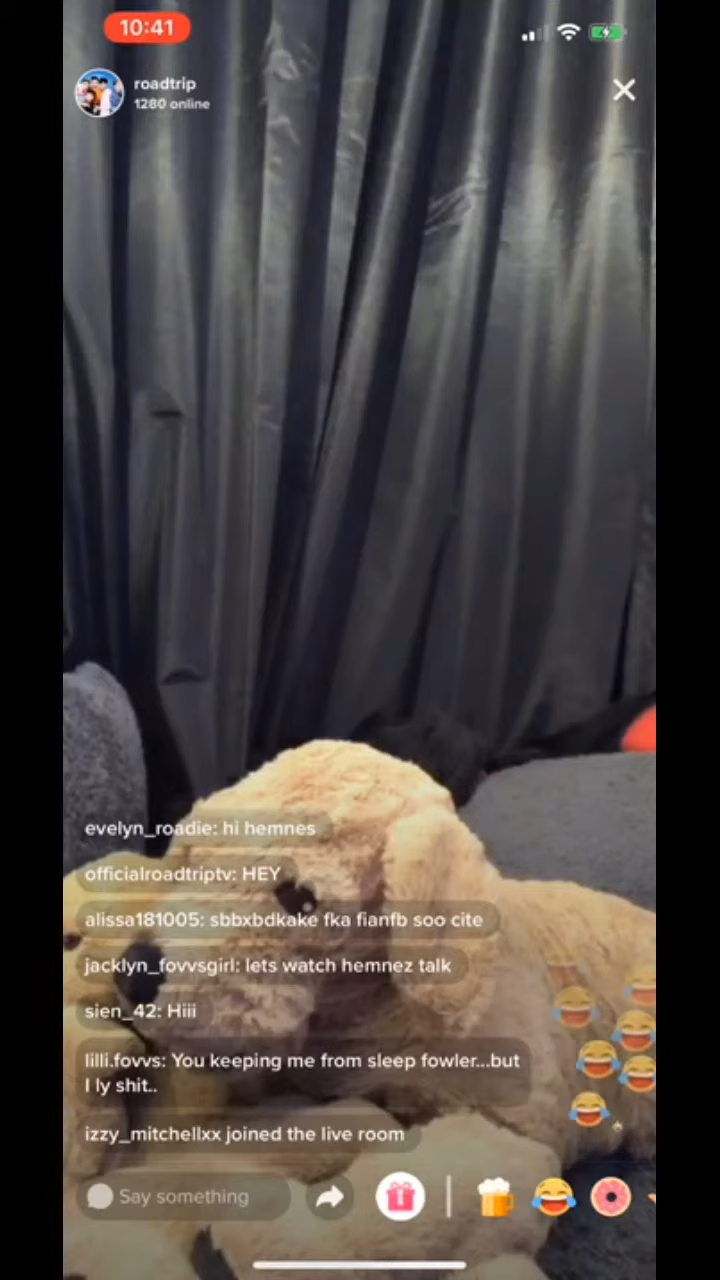 10:41
roadtrip
1280 online
evelyn_roadie: hi hemnes
officialroadtriptv: HEY
alissa181005: sbbxbdkake fka fianfb soo cite
jacklyn_fovvsgirl: lets watch hemnez talk
sien_42: Hiii
lilli.fovvs: You keeping me from sleep fowler...but
I ly shit..
izzy_mitchellxx joined the live room
Say something